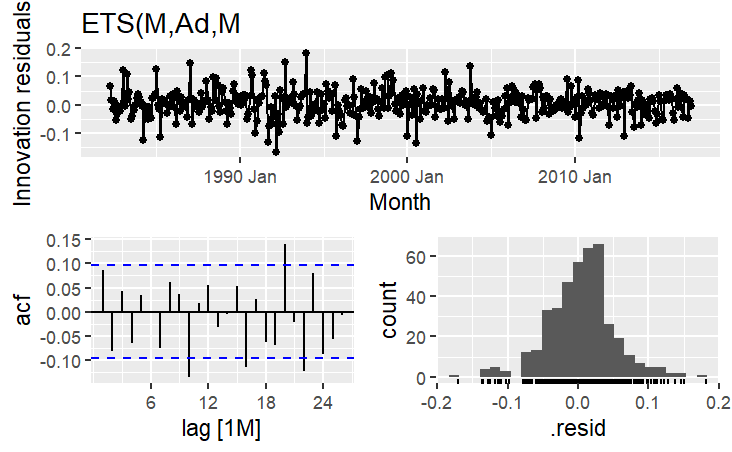 ETS(M,Ad,M
Innovation residuals
0.2
0.1
0.0
-0.1
1990 Jan
2000 Jan
2010 Jan
Month
acf
0.15
0.10
0.05
0.00
-0.05
-0.10
6
12
18
24
lag [1M]
count
60
40
20
0
-0.2
-0.1
0.0
0.1
0.2
.resid